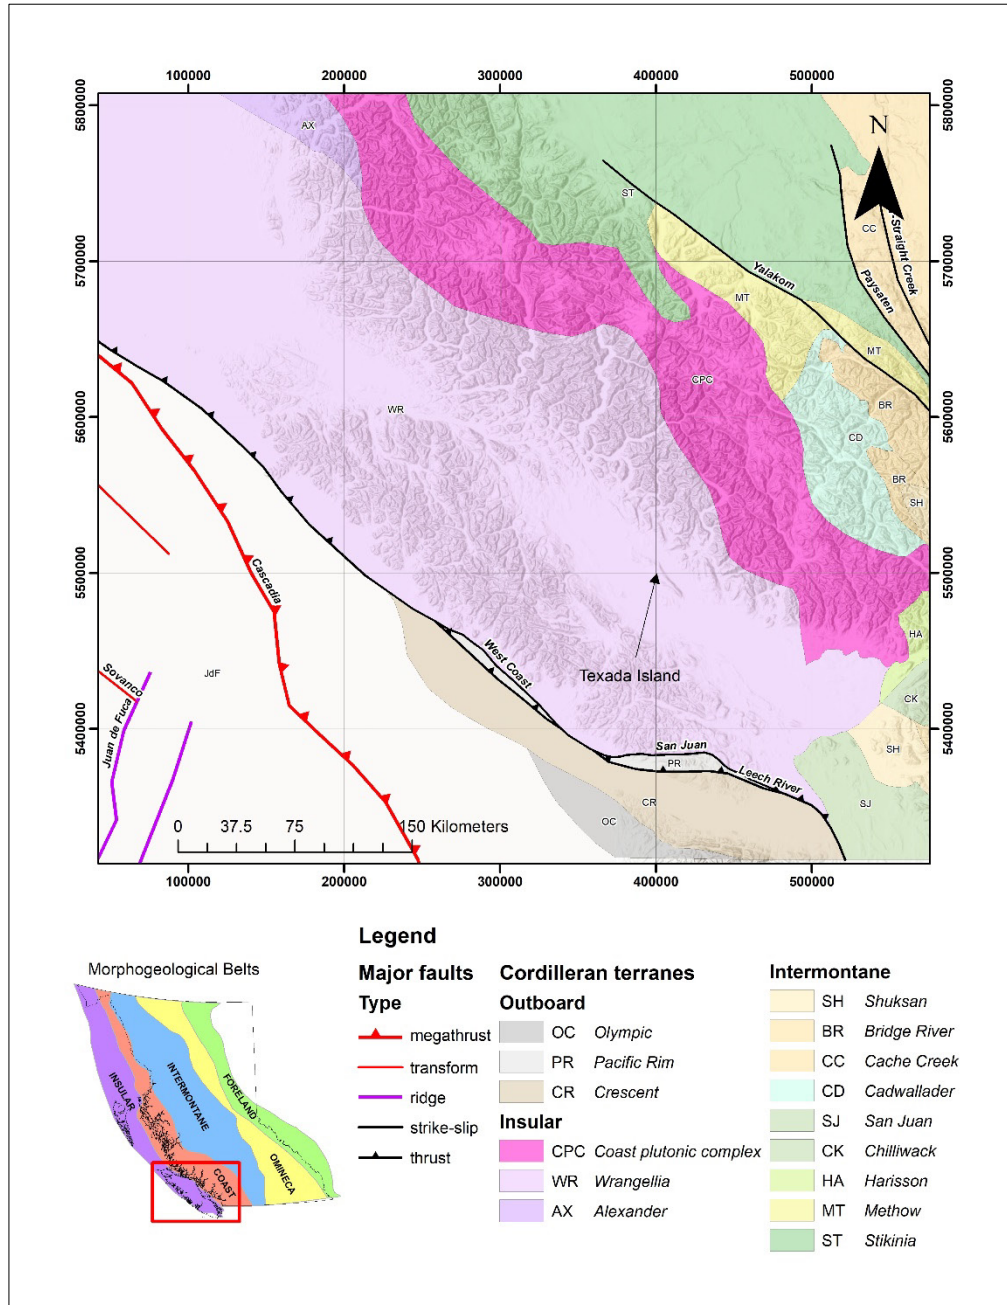 100000 200000 300000 400000 500000
5800000 5800000
AX
N
ST
CC
-Straight Creek
5700000 5700000
Yalakom
Paysaten
MT
MT
CPC
5600000 5600000
WR
BR
CD
BR
SH
5500000 5500000
Cascadia
HA
West Coast
Texada Island
JdF
CK
Sovanco
Juan de Fuca
5400000 5400000
San Juan
SH
PR
Leech River
CR
SJ
OC
0 37.5 75 150 Kilometers
100000 200000 300000 400000 500000
Morphogeological Belts
INSULAR
INTERMONTANE
FORELAND
COAST
OMINECA
Legend
Major faults
Type
megathrust
transform
ridge
strike-slip
thrust
Cordilleran terranes
Outboard
OC Olympic
PR Pacific Rim
CR Crescent
Insular
CPC Coast plutonic complex
WR Wrangellia
AX Alexander
Intermontane
SH Shuksan
BR Bridge River
CC Cache Creek
CD Cadwallader
SJ San Juan
CK Chilliwack
HA Harisson
MT Methow
ST Stikinia